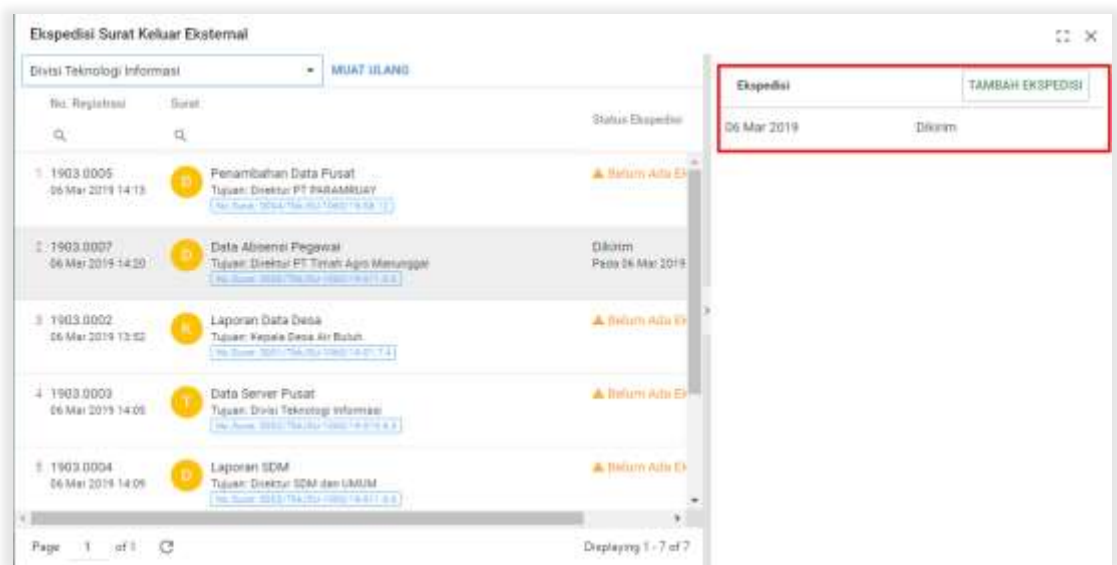 Ekspedisi Surat Keluar Eksternal
Divisi Teknologi Informasi
MUAT ULANG
No. Registrasi
Surat
Status Ekspedisi
1 1903.0005
06 Mar 2019 14:13
D
Penambahan Data Pusat
Tujuan: Direktur PT PARAMRUAY
Belum Ada Ek
2 1903.0007
06 Mar 2019 14:20
D
Data Absensi Pegawai
Tujuan: Direktur PT Timah Agro Manunggal
Dikirim
Pada 06 Mar 2019
3 1903.0002
06 Mar 2019 13:52
K
Laporan Data Desa
Tujuan: Kepala Desa Air Buluh
Belum Ada Ek
4 1903.0003
06 Mar 2019 14:05
T
Data Server Pusat
Tujuan: Divisi Teknologi Informasi
Belum Ada Ek
5 1903.0004
06 Mar 2019 14:09
D
Laporan SDM
Tujuan: Direktur SDM dan UMUM
Belum Ada Ek
Page 1 of 1
Displaying 1 - 7 of 7
Ekspedisi
TAMBAH EKSPEDISI
06 Mar 2019
Dikirim